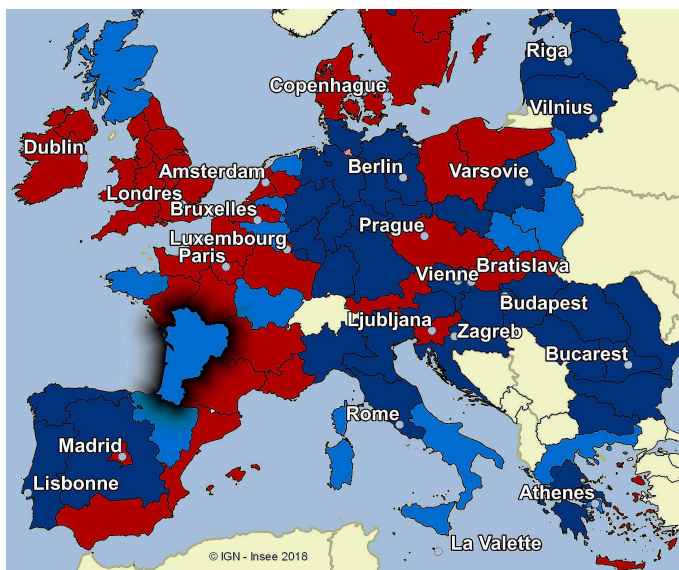 Riga
Copenhague
Vilnius
Dublin
Amsterdam
Berlin
Varsovie
Londres
Bruxelles
Prague
Luxembourg
Paris
Vienne
Bratislava
Budapest
Ljubljana
Zagreb
Bucarest
Rome
Madrid
Lisbonne
Athenes
La Valette
© IGN - Insee 2018